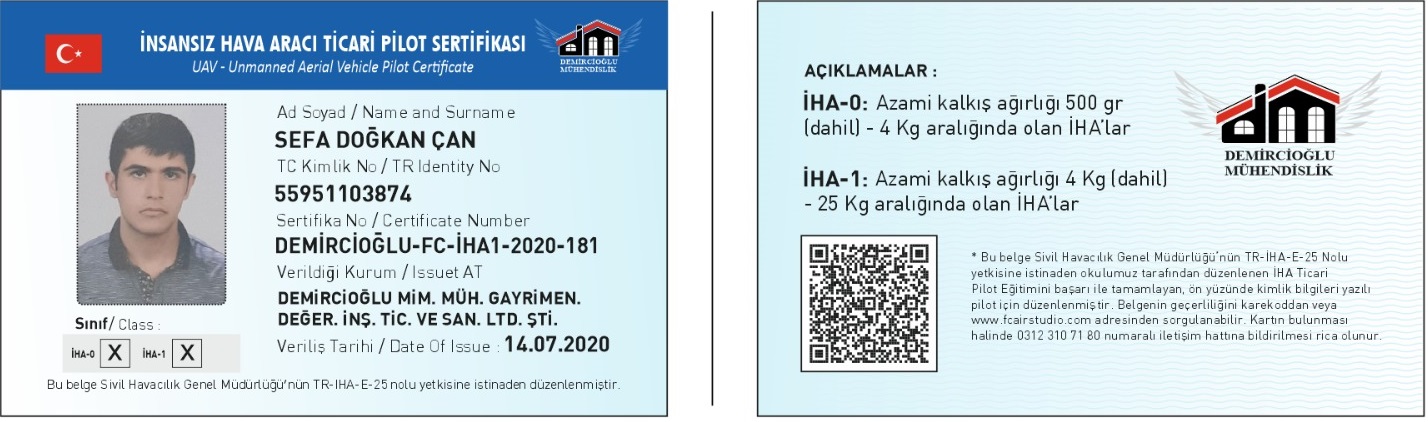 İNSANSIZ HAVA ARACI TİCARİ PİLOT SERTİFİKASI
UAV - Unmanned Aerial Vehicle Pilot Certificate
DEMİRCİOĞLU
MÜHENDİSLİK
Ad Soyad / Name and Surname
SEFA DOĞKAN ÇAN
TC Kimlik No / TR Identity No
55951103874
Sertifika No / Certificate Number
DEMİRCİOĞLU-FC-İHA1-2020-181
Verildiği Kurum / Issuet AT
DEMİRCİOĞLU MİM. MÜH. GAYRİMEN.
DEĞER. İNŞ. TİC. VE SAN. LTD. ŞTİ.
Veriliş Tarihi / Date Of Issue : 14.07.2020
Sınıf/ Class :
İHA-0 X İHA-1 X
Bu belge Sivil Havacılık Genel Müdürlüğü'nün TR-IHA-E-25 nolu yetkisine istinaden düzenlenmiştir.
AÇIKLAMALAR :
İHA-0: Azami kalkış ağırlığı 500 gr
(dahil) - 4 Kg aralığında olan İHA'lar
İHA-1: Azami kalkış ağırlığı 4 Kg (dahil)
- 25 Kg aralığında olan İHA'lar
DEMİRCİOĞLU
MÜHENDİSLİK
* Bu belge Sivil Havacılık Genel Müdürlüğü'nün TR-İHA-E-25 Nolu
yetkisine istinaden okulumuz tarafından düzenlenen İHA Ticari
Pilot Eğitimini başarı ile tamamlayan, ön yüzünde kimlik bilgileri yazılı
pilot için düzenlenmiştir. Belgenin geçerliliğini karekoddan veya
www.fcairstudio.com adresinden sorgulanabilir. Kartın bulunması
halinde 0312 310 71 80 numaralı iletişim hattına bildirilmesi rica olunur.